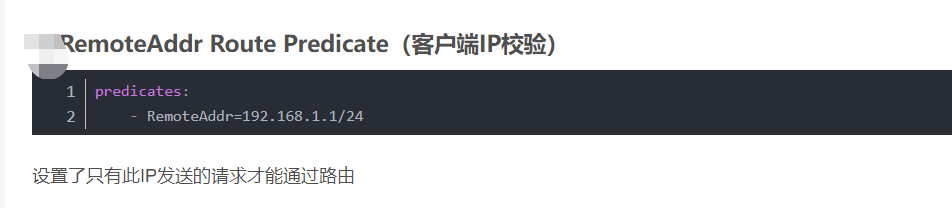 RemoteAddr Route Predicate（客户端IP校验）
1 predicates:
2 - RemoteAddr=192.168.1.1/24
设置了只有此IP发送的请求才能通过路由